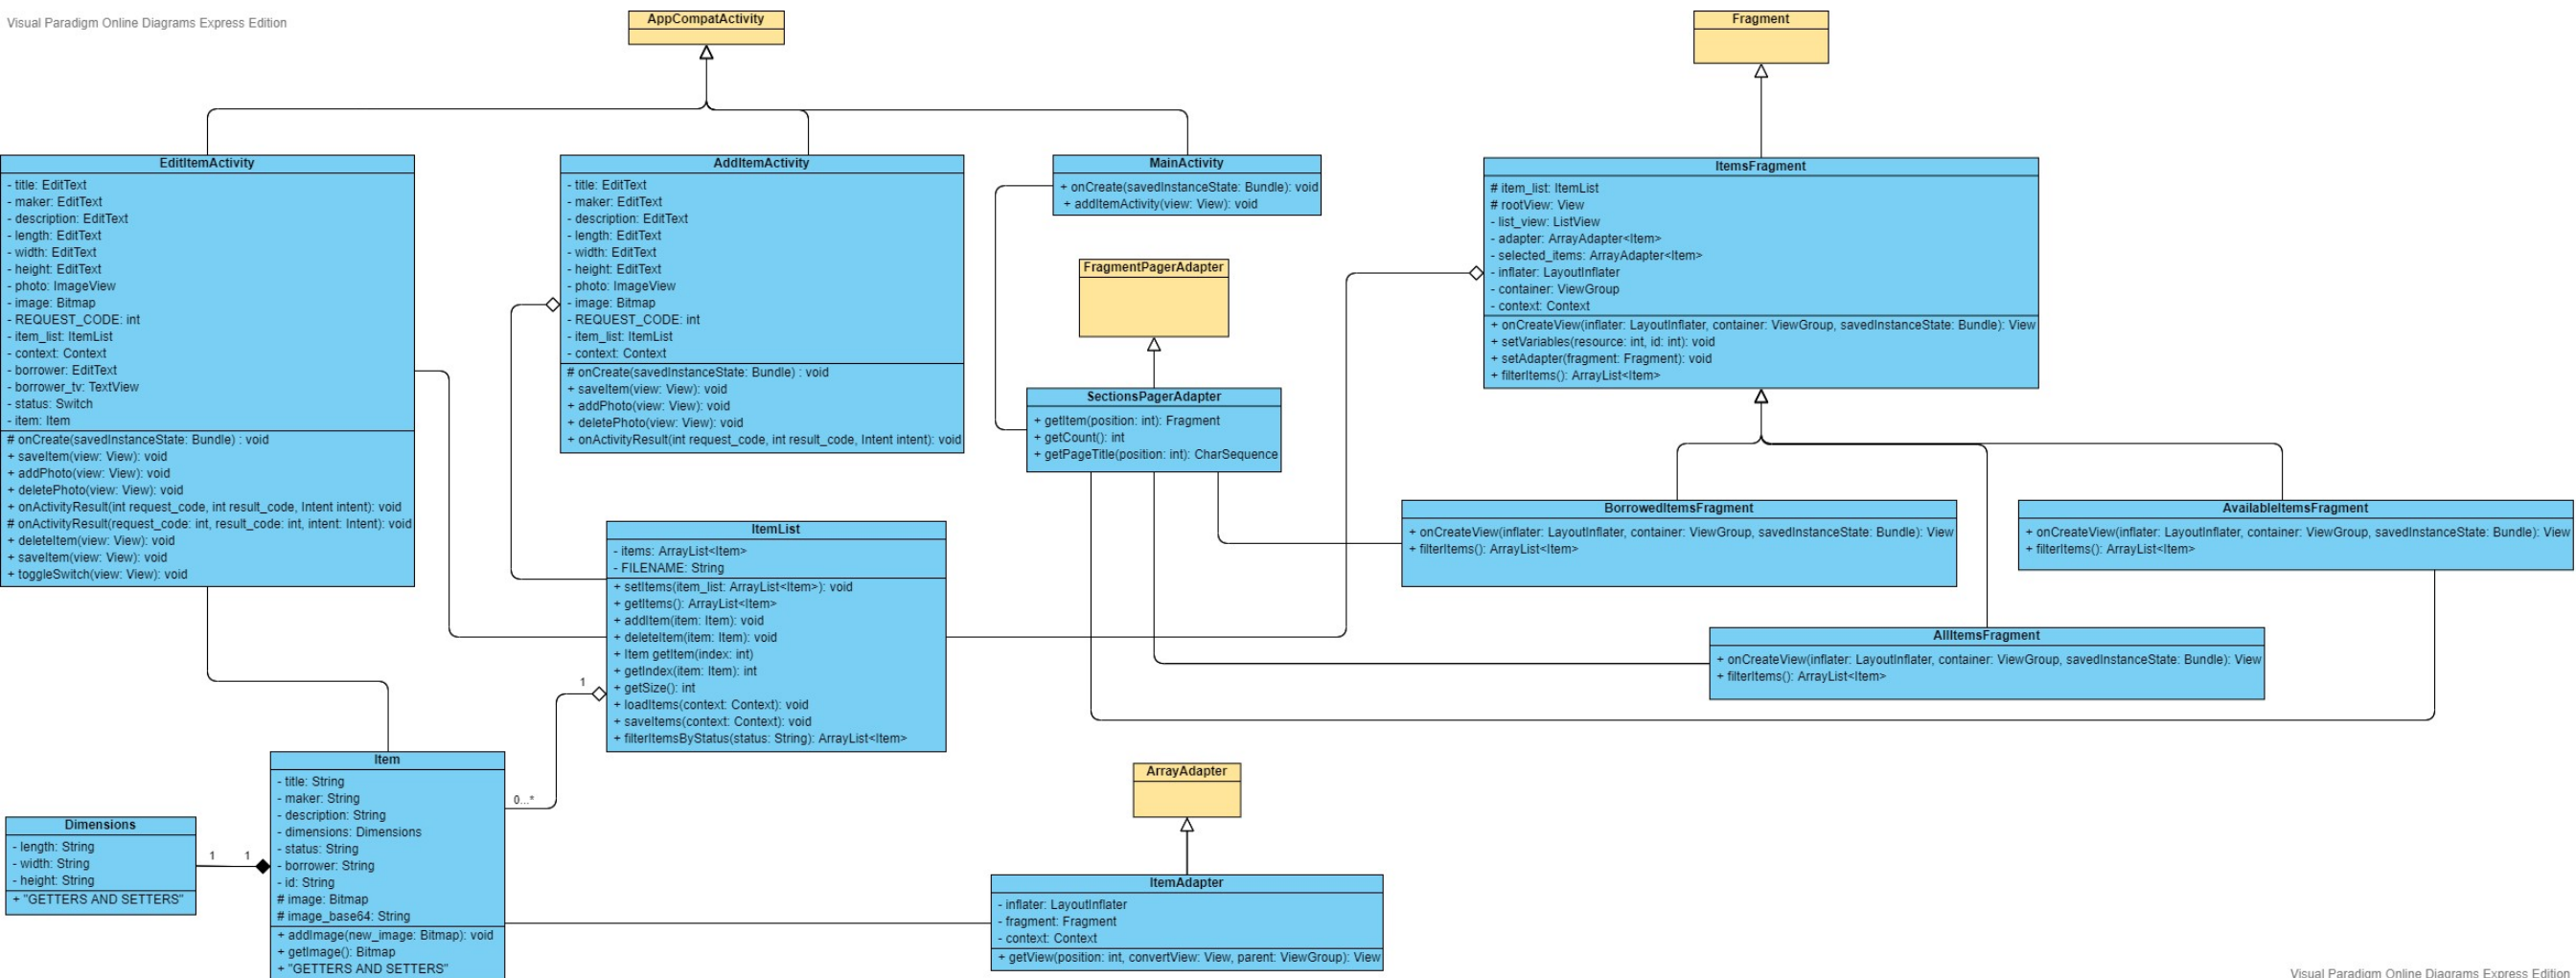 Visual Paradigm Online Diagrams Express Edition
AppCompatActivity
Fragment
EditItemActivity
- title: EditText
- maker: EditText
- description: EditText
- length: EditText
- width: EditText
- height: EditText
- photo: ImageView
- image: Bitmap
- REQUEST_CODE: int
- item_list: ItemList
- context: Context
- borrower: EditText
- borrower_tv: TextView
- status: Switch
- item: Item
# onCreate(savedInstanceState: Bundle) : void
+ saveItem(view: View): void
+ addPhoto(view: View): void
+ deletePhoto(view: View): void
+ onActivityResult(int request_code, int result_code, Intent intent): void
# onActivityResult(request_code: int, result_code: int, intent: Intent): void
+ deleteItem(view: View): void
+ saveItem(view: View): void
+ toggleSwitch(view: View): void
AddItemActivity
- title: EditText
- maker: EditText
- description: EditText
- length: EditText
- width: EditText
- height: EditText
- photo: ImageView
- image: Bitmap
- REQUEST_CODE: int
- item_list: ItemList
- context: Context
# onCreate(savedInstanceState: Bundle) : void
+ saveItem(view: View): void
+ addPhoto(view: View): void
+ deletePhoto(view: View): void
+ onActivityResult(int request_code, int result_code, Intent intent): void
MainActivity
+ onCreate(savedInstanceState: Bundle): void
+ addItemActivity(view: View): void
FragmentPagerAdapter
SectionsPagerAdapter
+ getItem(position: int): Fragment
+ getCount(): int
+ getPageTitle(position: int): CharSequence
ItemsFragment
# item_list: ItemList
# rootView: View
- list_view: ListView
- adapter: ArrayAdapter<Item>
- selected_items: ArrayAdapter<Item>
- inflater: LayoutInflater
- container: ViewGroup
- context: Context
+ onCreateView(inflater: LayoutInflater, container: ViewGroup, savedInstanceState: Bundle): View
+ setVariables(resource: int, id: int): void
+ setAdapter(fragment: Fragment): void
+ filterItems(): ArrayList<Item>
BorrowedItemsFragment
+ onCreateView(inflater: LayoutInflater, container: ViewGroup, savedInstanceState: Bundle): View
+ filterItems(): ArrayList<Item>
AvailableItemsFragment
+ onCreateView(inflater: LayoutInflater, container: ViewGroup, savedInstanceState: Bundle): View
+ filterItems(): ArrayList<Item>
AllItemsFragment
+ onCreateView(inflater: LayoutInflater, container: ViewGroup, savedInstanceState: Bundle): View
+ filterItems(): ArrayList<Item>
ItemList
- items: ArrayList<Item>
- FILENAME: String
+ setItems(item_list: ArrayList<Item>): void
+ getItems(): ArrayList<Item>
+ addItem(item: Item): void
+ deleteItem(item: Item): void
+ Item getItem(index: int)
+ getIndex(item: Item): int
+ getSize(): int
+ loadItems(context: Context): void
+ saveItems(context: Context): void
+ filterItemsByStatus(status: String): ArrayList<Item>
1
0...*
Item
- title: String
- maker: String
- description: String
- dimensions: Dimensions
- status: String
- borrower: String
- id: String
# image: Bitmap
# image_base64: String
+ addImage(new_image: Bitmap): void
+ getImage(): Bitmap
+ "GETTERS AND SETTERS"
Dimensions
- length: String
- width: String
- height: String
+ "GETTERS AND SETTERS"
1
1
ArrayAdapter
ItemAdapter
- inflater: LayoutInflater
- fragment: Fragment
- context: Context
+ getView(position: int, convertView: View, parent: ViewGroup): View
Visual Paradigm Online Diagrams Express Edition